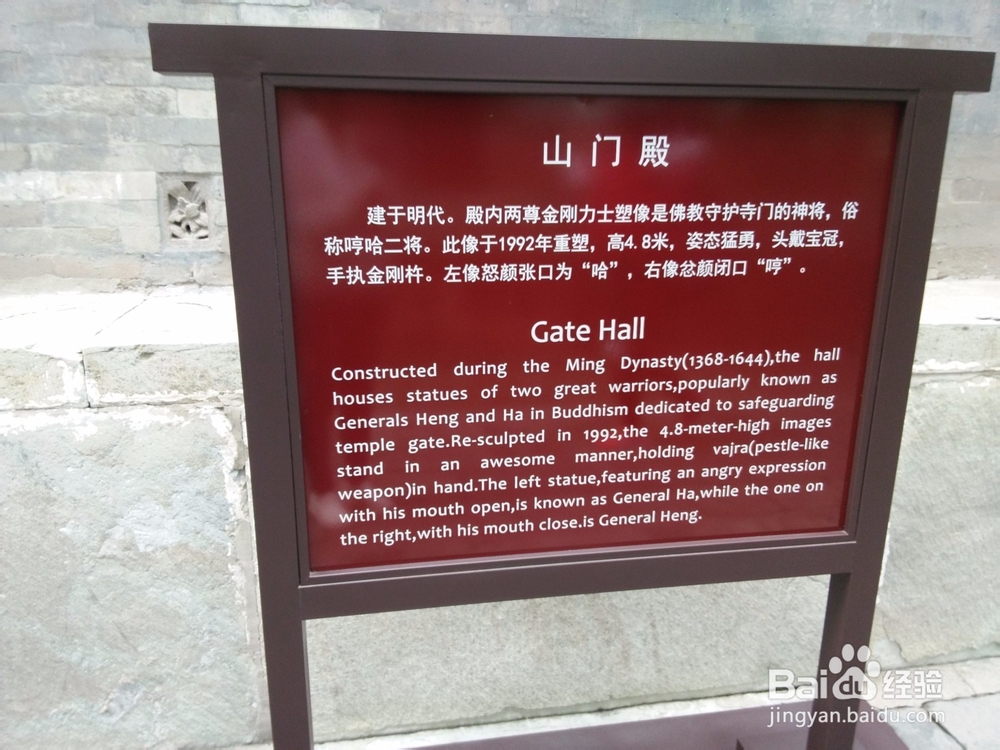 山门殿
建于明代。殿内两尊金刚力士塑像是佛教守护寺门的神将，俗
称哼哈二将。此像于1992年重塑，高4.8米，姿态猛勇，头戴宝冠，
手执金刚杵。左像怒颜张口为“哈”，右像忿颜闭口“哼”。
Gate Hall
Constructed during the Ming Dynasty(1368-1644),the hall
houses statues of two great warriors,popularly known as
Generals Heng and Ha in Buddhism dedicated to safeguarding
temple gate.Re-sculpted in 1992,the 4.8-meter-high images
stand in an awesome manner,holding vajra(pestle-like
weapon)in hand.The left statue,featuring an angry expression
with his mouth open,is known as General Ha,while the one on
the right,with his mouth close.is General Heng.
Baidu经验
jingyan.baidu.com